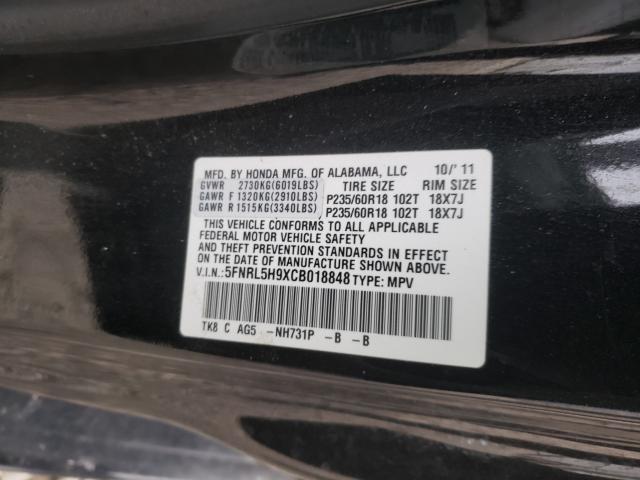 MFD. BY HONDA MFG. OF ALABAMA, LLC 10/'11
GVWR 2730KG(6019LBS) TIRE SIZE RIM SIZE
GAWR F 1320KG(2910LBS) P235/60R18 102T 18X7J
GAWR R 1515KG(3340LBS) P235/60R18 102T 18X7J
THIS VEHICLE CONFORMS TO ALL APPLICABLE
FEDERAL MOTOR VEHICLE SAFETY
AND THEFT PREVENTION STANDARDS IN EFFECT
ON THE DATE OF MANUFACTURE SHOWN ABOVE.
V.I.N.:5FNRL5H9XCB018848 TYPE: MPV
TK8 C AG5 -NH731P -B -B